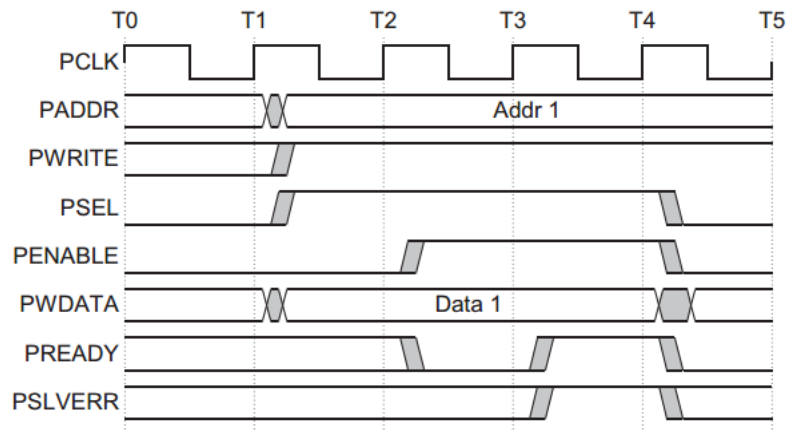 T0 T1 T2 T3 T4 T5
PCLK
PADDR Addr 1
PWRITE
PSEL
PENABLE
PWDATA Data 1
PREADY
PSLVERR